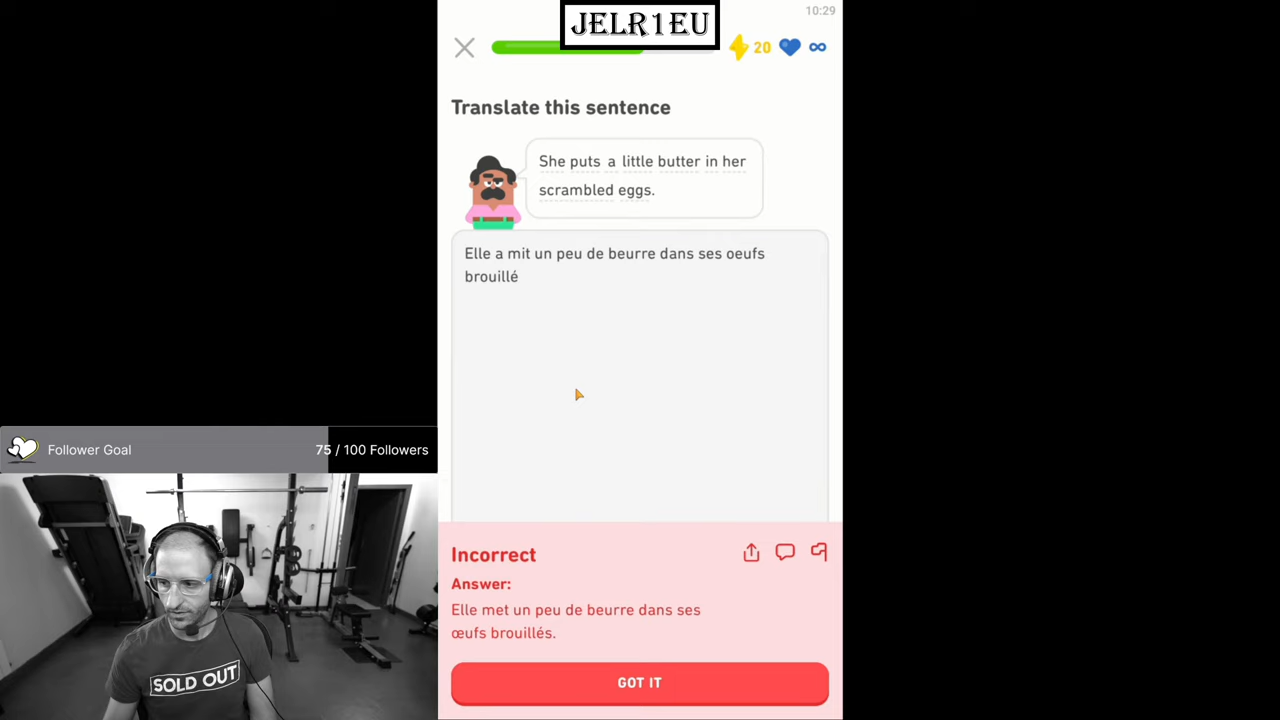 JELR1EU
10:29
20
∞
Translate this sentence
She puts a little butter in her
scrambled eggs.
Elle a mit un peu de beurre dans ses oeufs
brouillé
Follower Goal
75 / 100 Followers
SOLD OUT
Incorrect
Answer:
Elle met un peu de beurre dans ses
œufs brouillés.
GOT IT